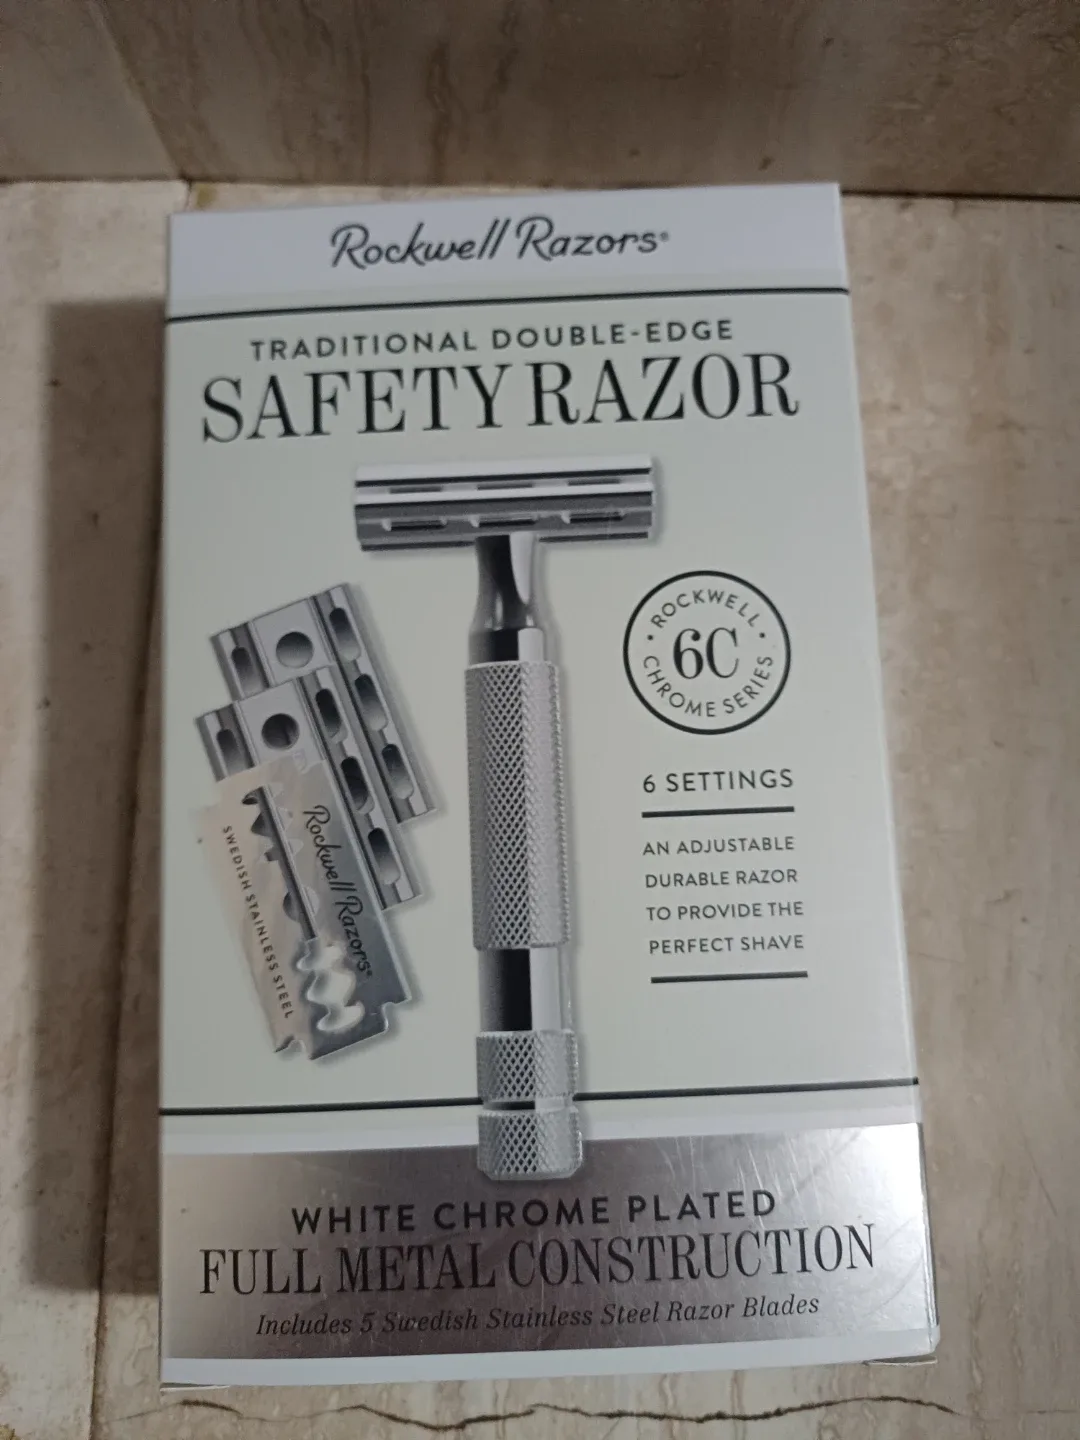 Rockwell Razors®
TRADITIONAL DOUBLE-EDGE
SAFETY RAZOR
ROCKWELL
6C
CHROME SERIES
6 SETTINGS
AN ADJUSTABLE
DURABLE RAZOR
TO PROVIDE THE
PERFECT SHAVE
Rockwell Razors®
SWEDISH STAINLESS STEEL
WHITE CHROME PLATED
FULL METAL CONSTRUCTION
Includes 5 Swedish Stainless Steel Razor Blades